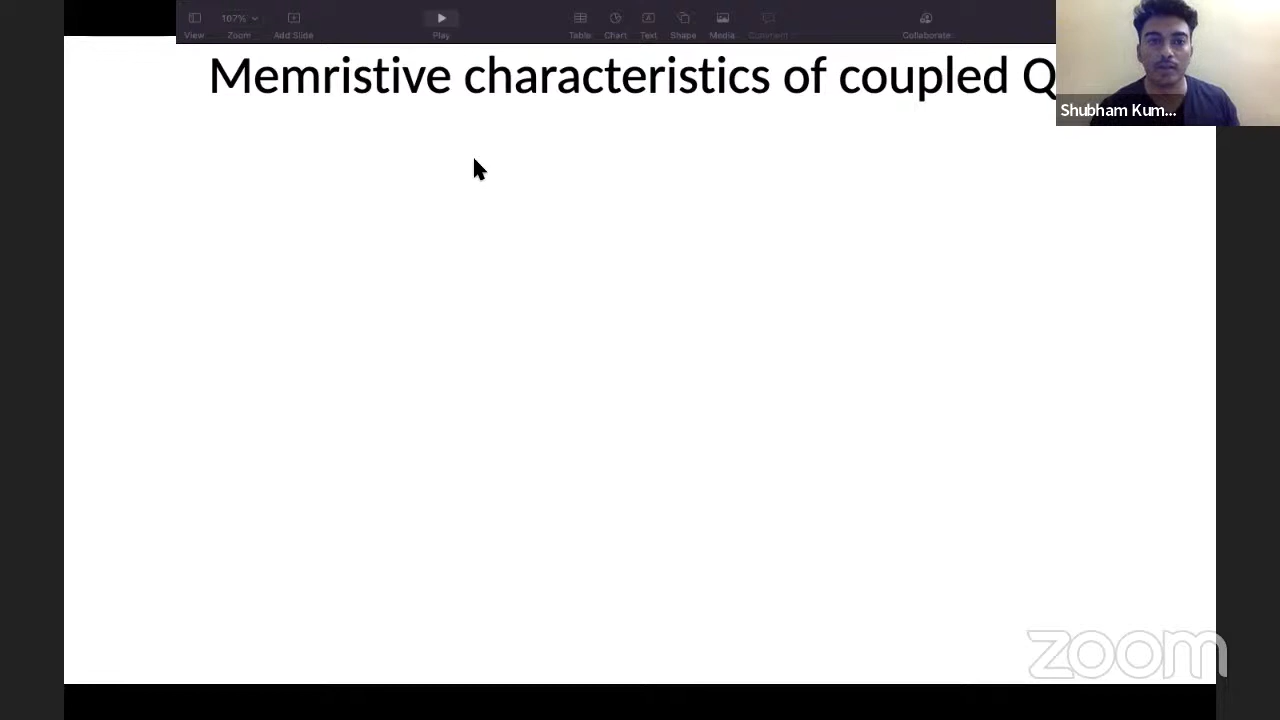 107%
View Zoom Add Slide Play Table Chart Text Shape Media Comment Collaborate
Memristive characteristics of coupled Q
Shubham Kum...
zoom